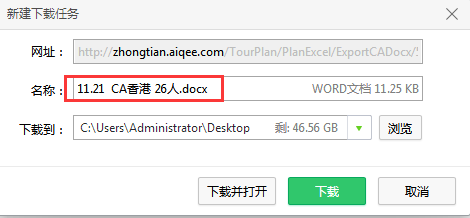 新建下载任务
网址: http://zhongtian.aiqee.com/TourPlan/PlanExcel/ExportCADocx/
名称: 11.21  CA香港 26人.docx WORD文档 11.25 KB
下载到: C:\Users\Administrator\Desktop 剩: 46.56 GB 浏览
下载并打开 下载 取消